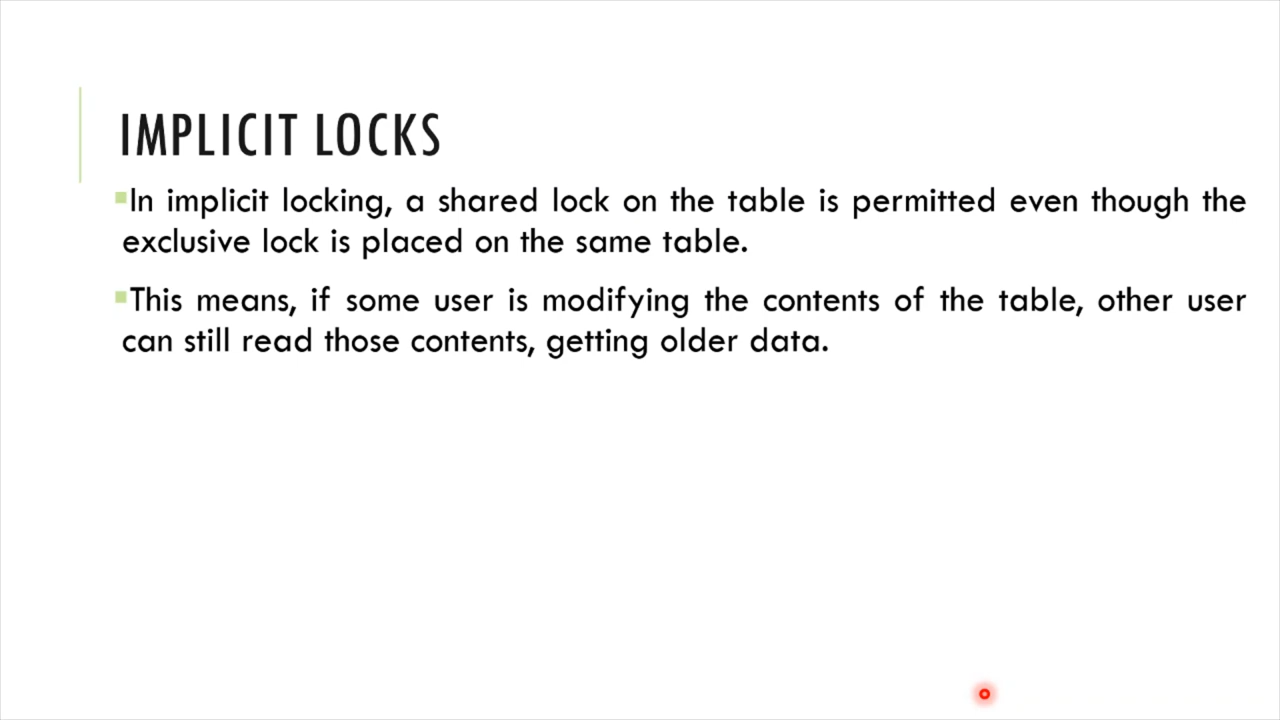 IMPLICIT LOCKS
In implicit locking, a shared lock on the table is permitted even though the
exclusive lock is placed on the same table.
This means, if some user is modifying the contents of the table, other user
can still read those contents, getting older data.